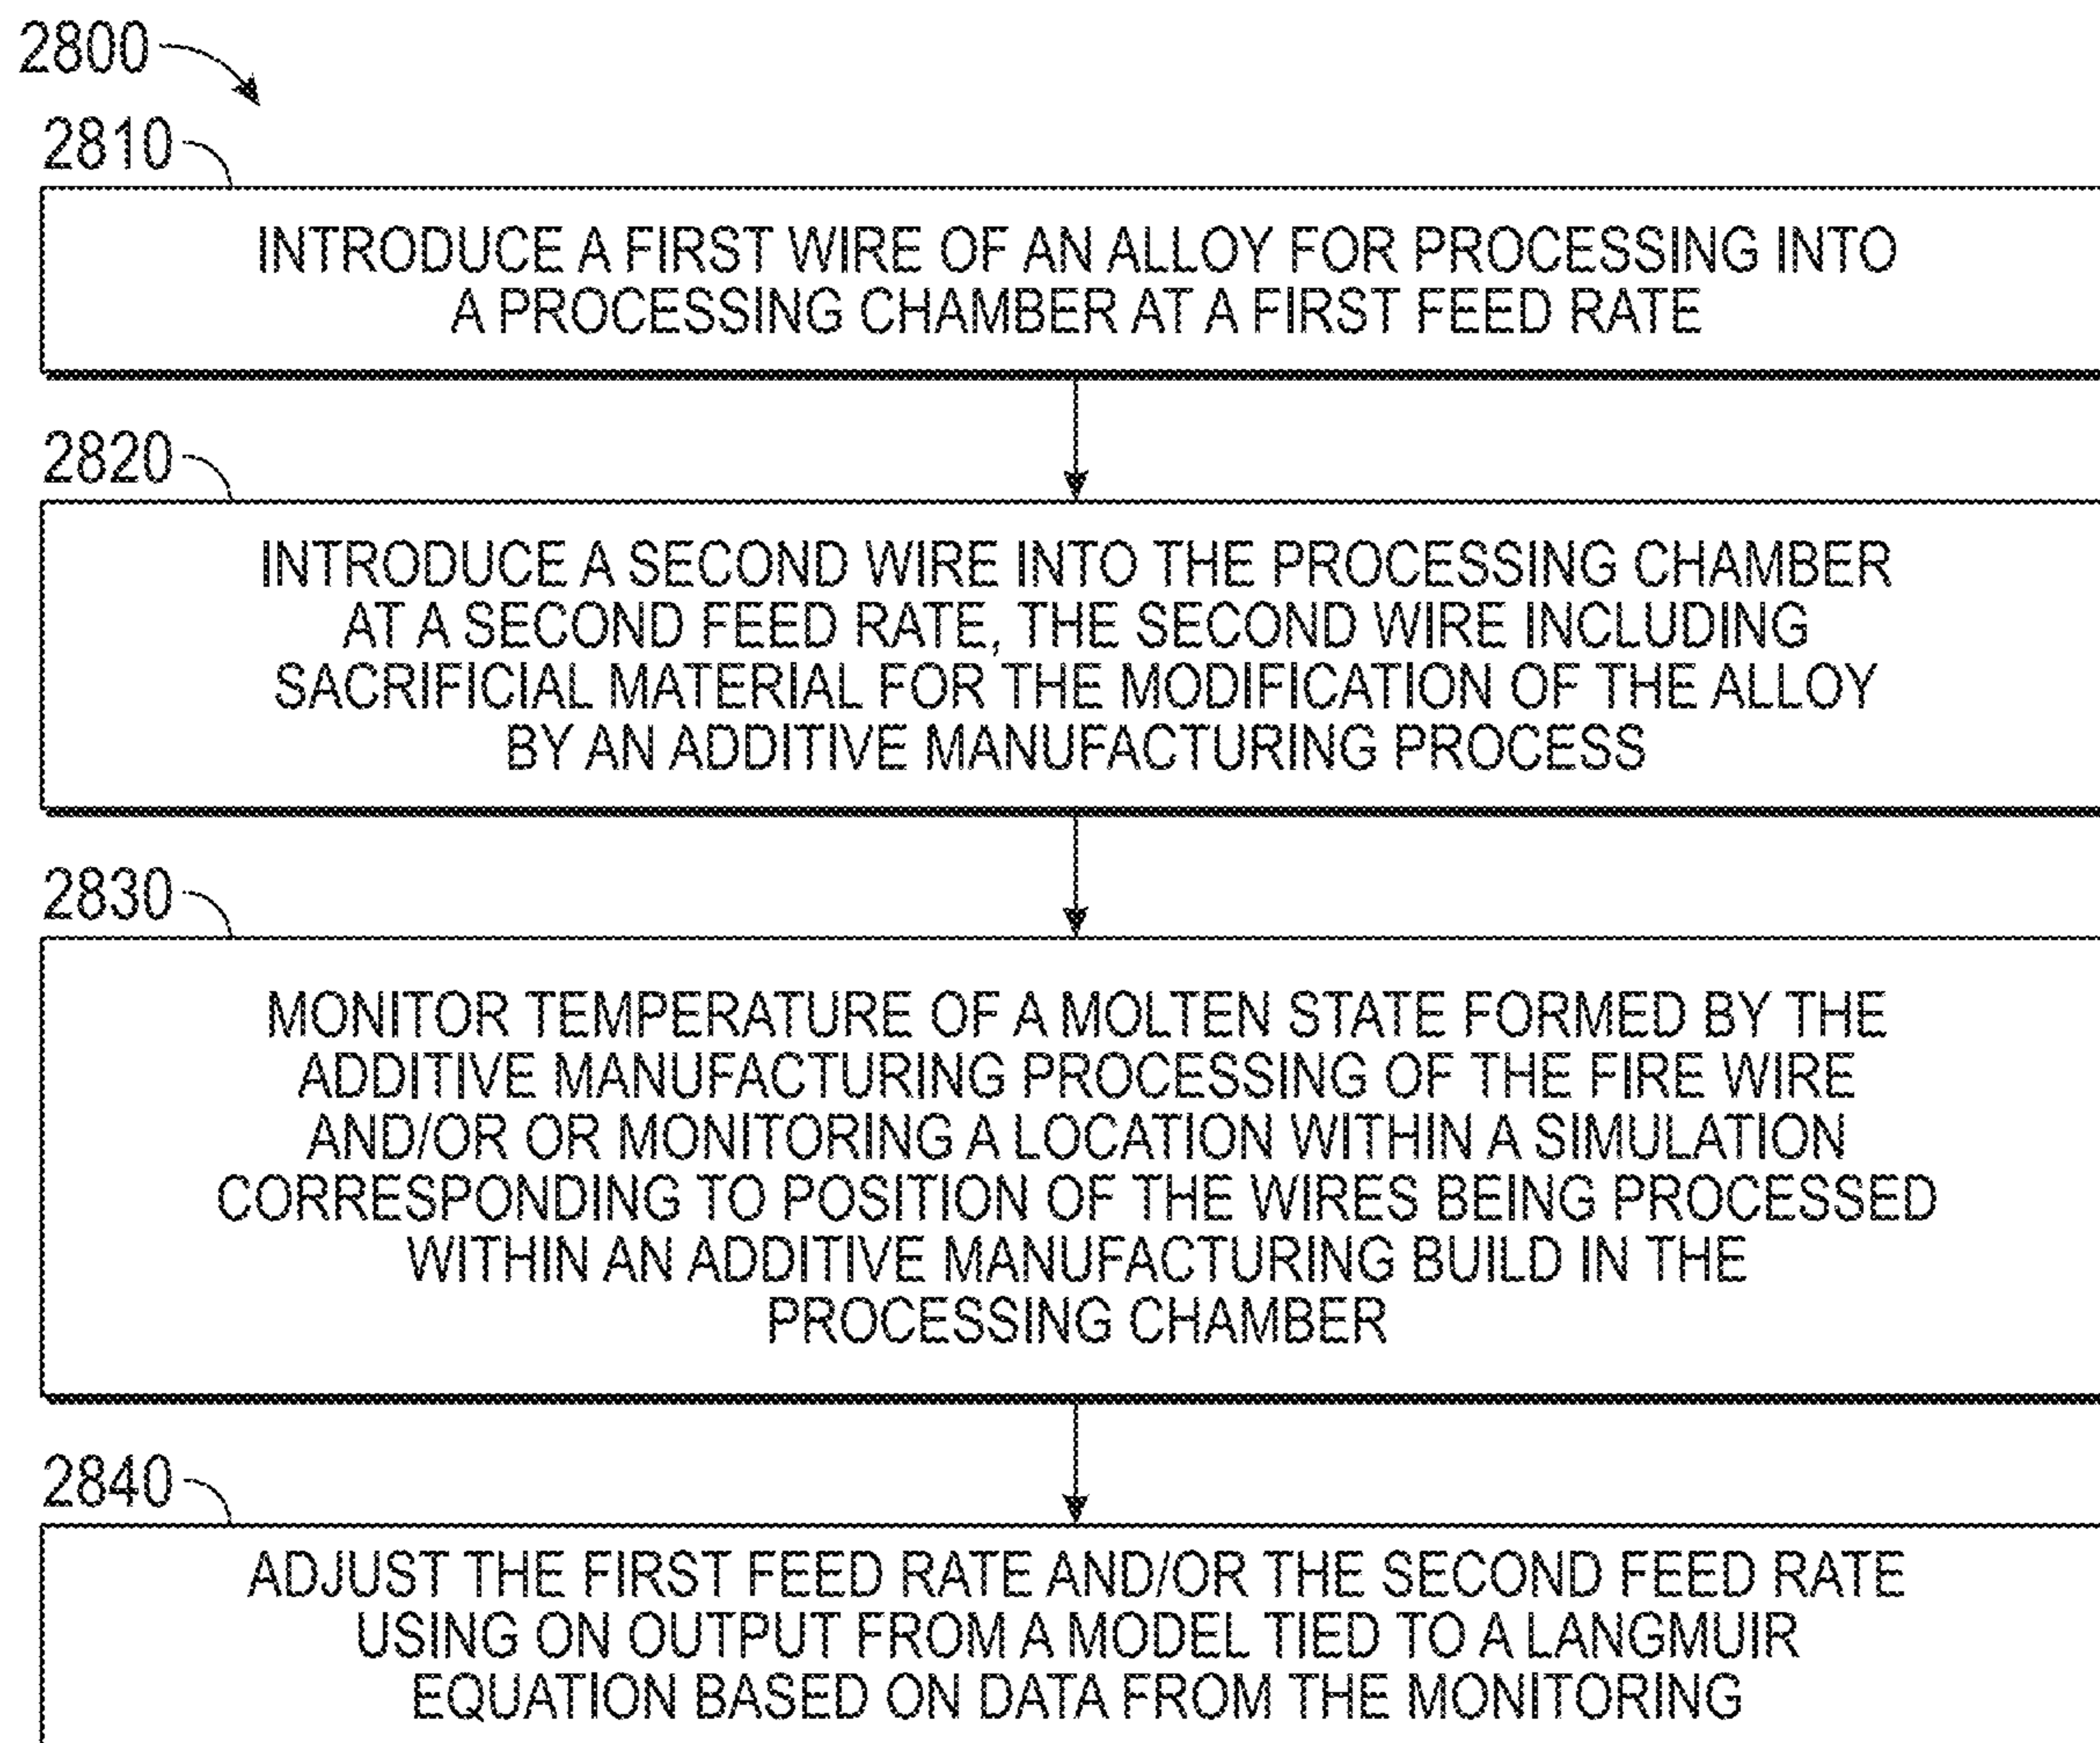 2800
2810
INTRODUCE A FIRST WIRE OF AN ALLOY FOR PROCESSING INTO
A PROCESSING CHAMBER AT A FIRST FEED RATE
2820
INTRODUCE A SECOND WIRE INTO THE PROCESSING CHAMBER
AT A SECOND FEED RATE, THE SECOND WIRE INCLUDING
SACRIFICIAL MATERIAL FOR THE MODIFICATION OF THE ALLOY
BY AN ADDITIVE MANUFACTURING PROCESS
2830
MONITOR TEMPERATURE OF A MOLTEN STATE FORMED BY THE
ADDITIVE MANUFACTURING PROCESSING OF THE FIRE WIRE
AND/OR OR MONITORING A LOCATION WITHIN A SIMULATION
CORRESPONDING TO POSITION OF THE WIRES BEING PROCESSED
WITHIN AN ADDITIVE MANUFACTURING BUILD IN THE
PROCESSING CHAMBER
2840
ADJUST THE FIRST FEED RATE AND/OR THE SECOND FEED RATE
USING ON OUTPUT FROM A MODEL TIED TO A LANGMUIR
EQUATION BASED ON DATA FROM THE MONITORING